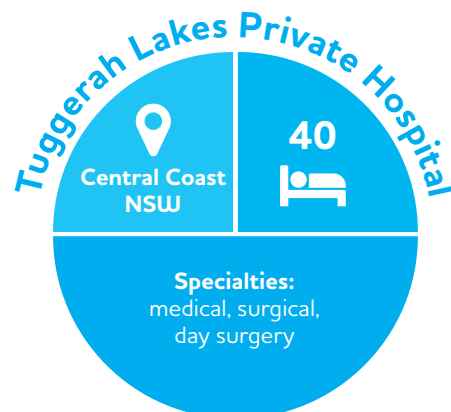 Tuggerah Lakes Private Hospital
Central Coast
NSW
40
Specialties:
medical, surgical,
day surgery